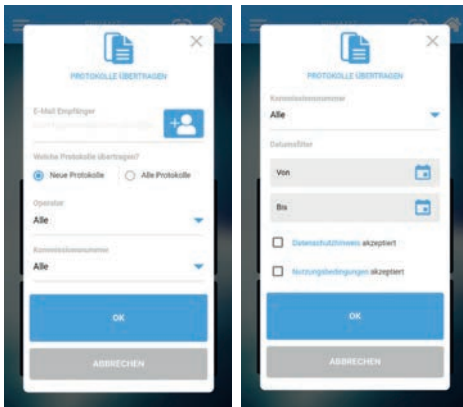 PROTOKOLLE ÜBERTRAGEN
E-Mail Empfänger
Welche Protokolle übertragen?
Neue Protokolle
Alle Protokolle
Operator
Alle
Kommissionsnummer
Alle
OK
ABBRECHEN
PROTOKOLLE ÜBERTRAGEN
Kommissionsnummer
Alle
Datumsfilter
Von
Bis
Datenschutzhinweis akzeptiert
Nutzungsbedingungen akzeptiert
OK
ABBRECHEN